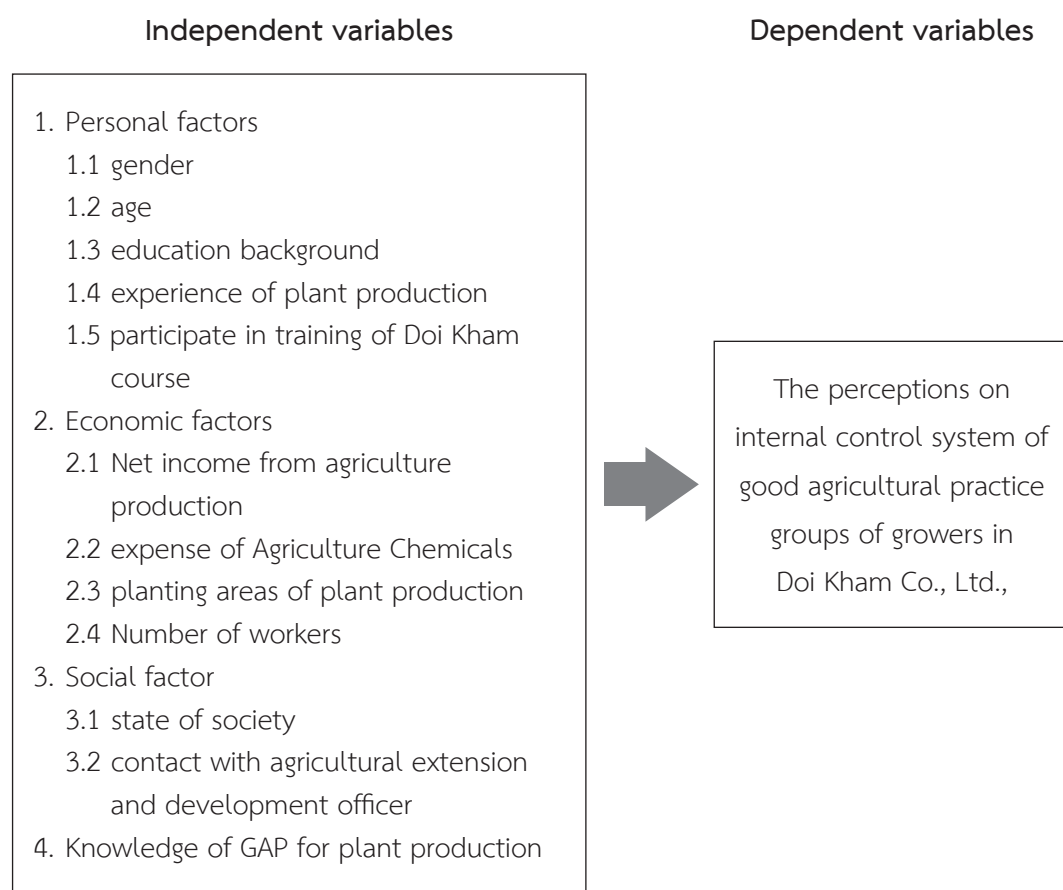 Independent variables
Dependent variables
1. Personal factors
1.1 gender
1.2 age
1.3 education background
1.4 experience of plant production
1.5 participate in training of Doi Kham
course
2. Economic factors
2.1 Net income from agriculture
production
2.2 expense of Agriculture Chemicals
2.3 planting areas of plant production
2.4 Number of workers
3. Social factor
3.1 state of society
3.2 contact with agricultural extension
and development officer
4. Knowledge of GAP for plant production
The perceptions on
internal control system of
good agricultural practice
groups of growers in
Doi Kham Co., Ltd.,